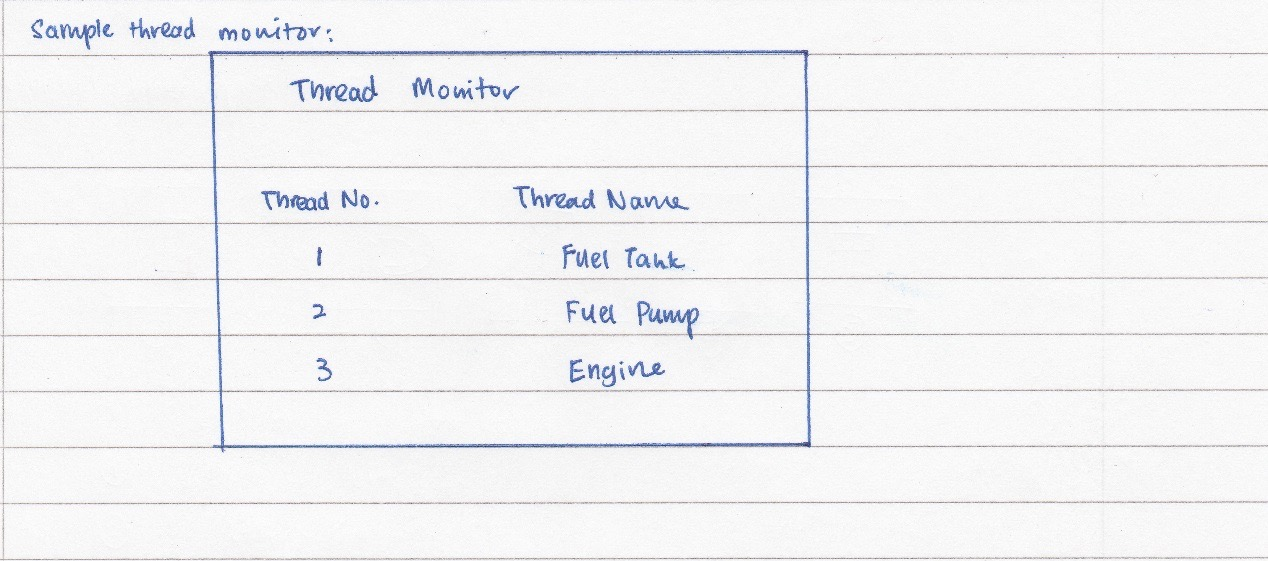 Sample thread monitor:
Thread Monitor
Thread No. Thread Name
1 Fuel Tank
2 Fuel Pump
3 Engine